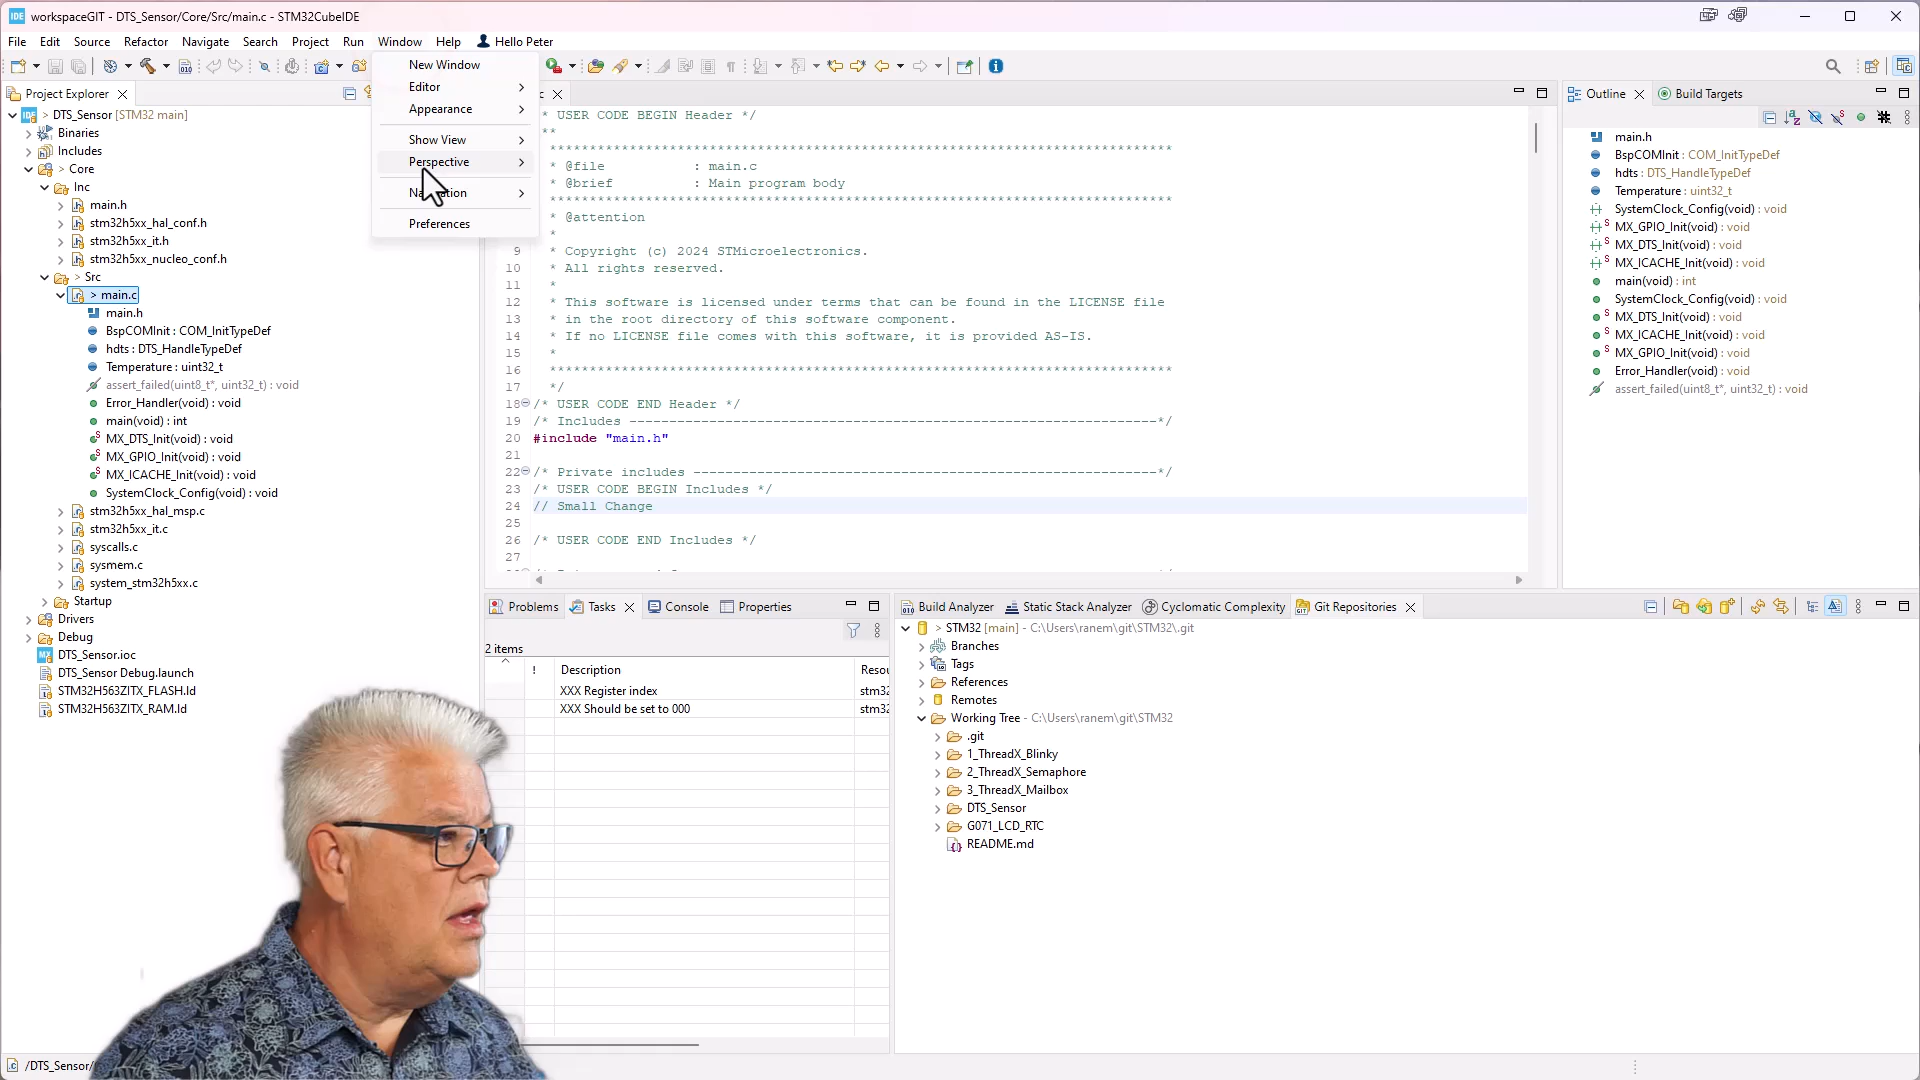 workspaceGIT - DTS_Sensor/Core/Src/main.c - STM32CubeIDE
File Edit Source Refactor Navigate Search Project Run Window Help Hello Peter
New Window
Editor
Appearance
Show View
Perspective
Navigation
Preferences
Project Explorer
> DTS_Sensor [STM32 main]
Binaries
Includes
> Core
Inc
main.h
stm32h5xx_hal_conf.h
stm32h5xx_it.h
stm32h5xx_nucleo_conf.h
> Src
> main.c
main.h
BspCOMInit : COM_InitTypeDef
hdts : DTS_HandleTypeDef
Temperature : uint32_t
assert_failed(uint8_t*, uint32_t) : void
Error_Handler(void) : void
main(void) : int
MX_DTS_Init(void) : void
MX_GPIO_Init(void) : void
MX_ICACHE_Init(void) : void
SystemClock_Config(void) : void
stm32h5xx_hal_msp.c
stm32h5xx_it.c
syscalls.c
sysmem.c
system_stm32h5xx.c
Startup
Drivers
Debug
DTS_Sensor.ioc
DTS_Sensor Debug.launch
STM32H563ZITX_FLASH.ld
STM32H563ZITX_RAM.ld
/DTS_Sensor/
c
* USER CODE BEGIN Header */
**
******************************************************************************
* @file : main.c
* @brief : Main program body
******************************************************************************
* @attention
*
9 * Copyright (c) 2024 STMicroelectronics.
10 * All rights reserved.
11 *
12 * This software is licensed under terms that can be found in the LICENSE file
13 * in the root directory of this software component.
14 * If no LICENSE file comes with this software, it is provided AS-IS.
15 *
16 ******************************************************************************
17 */
18 /* USER CODE END Header */
19 /* Includes ------------------------------------------------------------------*/
20 #include "main.h"
21
22 /* Private includes ----------------------------------------------------------*/
23 /* USER CODE BEGIN Includes */
24 // Small Change
25
26 /* USER CODE END Includes */
27
Outline Build Targets
main.h
BspCOMInit : COM_InitTypeDef
hdts : DTS_HandleTypeDef
Temperature : uint32_t
SystemClock_Config(void) : void
MX_GPIO_Init(void) : void
MX_DTS_Init(void) : void
MX_ICACHE_Init(void) : void
main(void) : int
SystemClock_Config(void) : void
MX_DTS_Init(void) : void
MX_ICACHE_Init(void) : void
MX_GPIO_Init(void) : void
Error_Handler(void) : void
assert_failed(uint8_t*, uint32_t) : void
Problems Tasks Console Properties
2 items
! Description Resou
XXX Register index stm32
XXX Should be set to 000 stm32
Build Analyzer Static Stack Analyzer Cyclomatic Complexity Git Repositories
> STM32 [main] - C:\Users\ranem\git\STM32\.git
Branches
Tags
References
Remotes
Working Tree - C:\Users\ranem\git\STM32
.git
1_ThreadX_Blinky
2_ThreadX_Semaphore
3_ThreadX_Mailbox
DTS_Sensor
G071_LCD_RTC
README.md